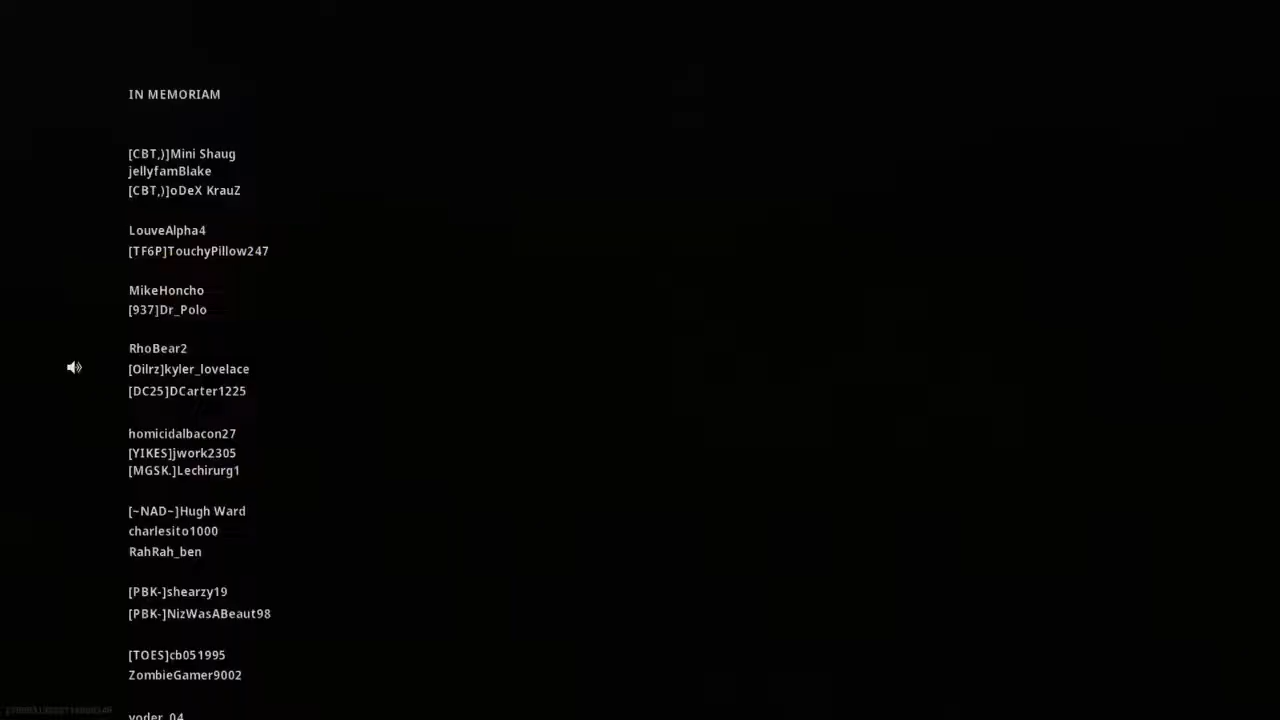 IN MEMORIAM
[CBT,)]Mini Shaug
jellyfamBlake
[CBT,)]oDeX KrauZ
LouveAlpha4
[TF6P]TouchyPillow247
MikeHoncho
[937]Dr_Polo
RhoBear2
[Oilrz]kyler_lovelace
[DC25]DCarter1225
homicidalbacon27
[YIKES]jwork2305
[MGSK.]Lechirurg1
[~NAD~]Hugh Ward
charlesito1000
RahRah_ben
[PBK-]shearzy19
[PBK-]NizWasABeaut98
[TOES]cb051995
ZombieGamer9002
yoder_04